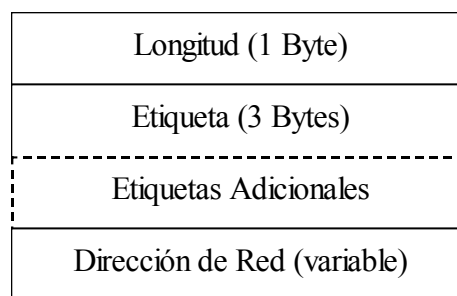 Longitud (1 Byte)
Etiqueta (3 Bytes)
Etiquetas Adicionales
Dirección de Red (variable)